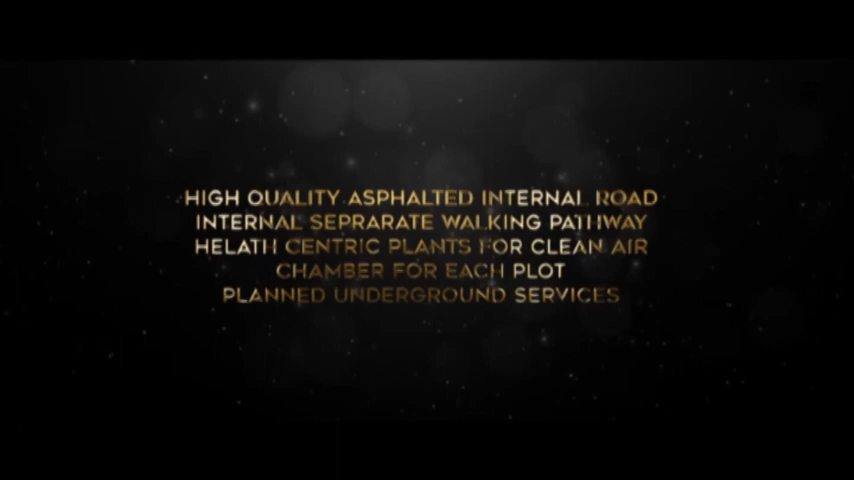 HIGH QUALITY ASPHALTED INTERNAL ROAD
INTERNAL SEPRARATE WALKING PATHWAY
HELATH CENTRIC PLANTS FOR CLEAN AIR
CHAMBER FOR EACH PLOT
PLANNED UNDERGROUND SERVICES